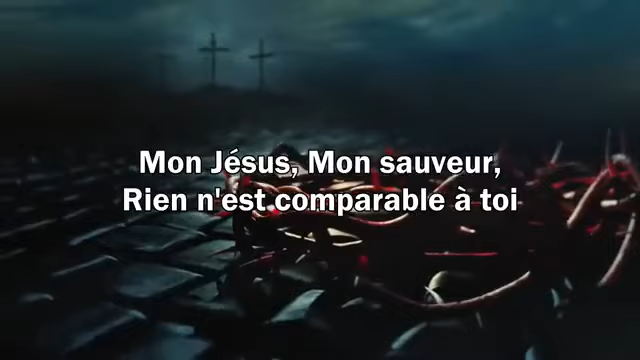 Mon Jésus, Mon sauveur,
Rien n'est comparable à toi